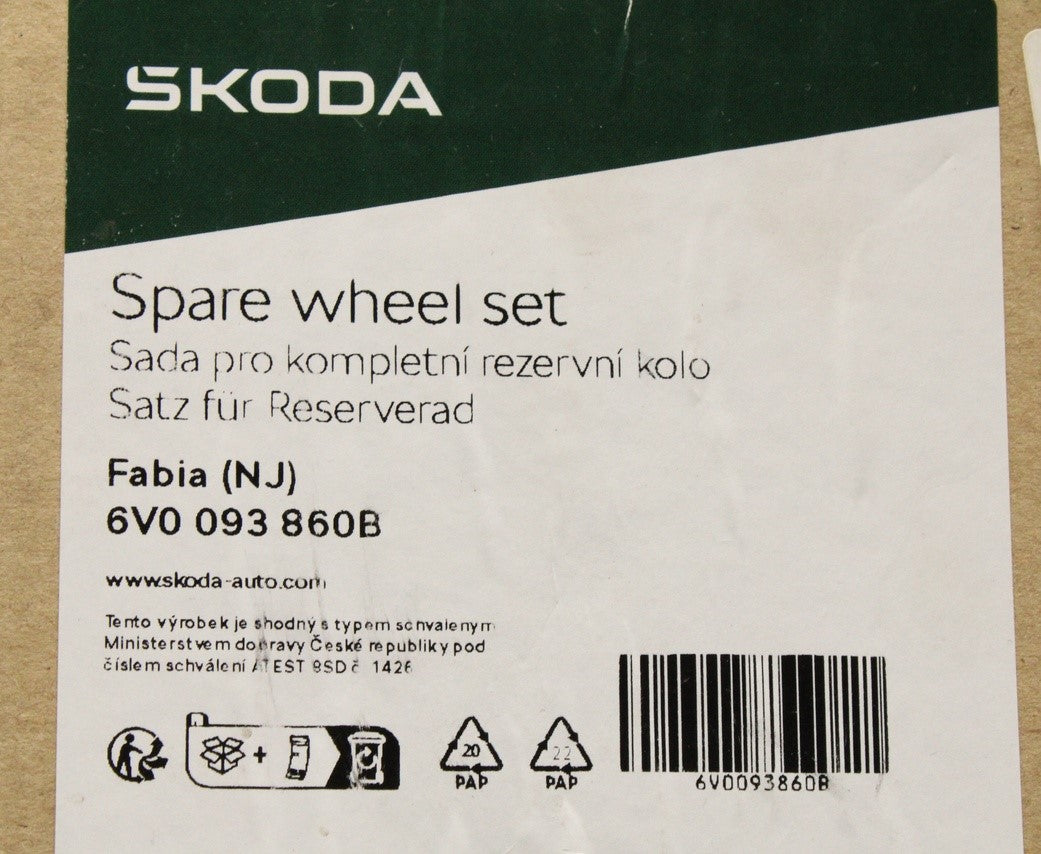 ŠKODA
Spare wheel set
Sada pro kompletní rezervní kolo
Satz für Reserverad
Fabia (NJ)
6V0 093 860B
www.skoda-auto.com
Tento výrobek je shodný s typem schváleným
Ministerstvem dopravy České republiky pod
číslem schválení ATEST 8SD č. 1426
+
20
PAP
22
PAP
6V0093860B